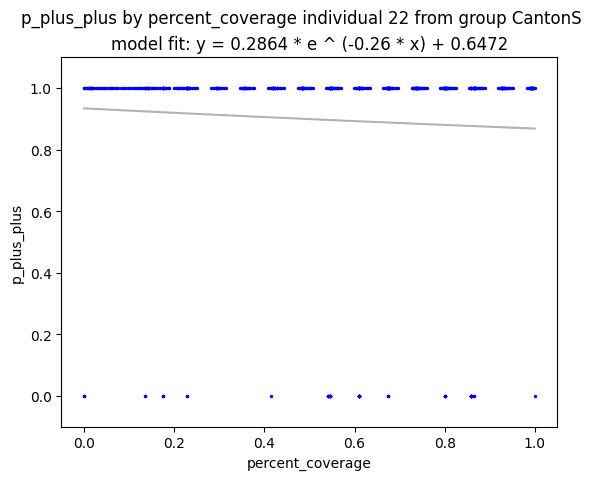 p_plus_plus by percent_coverage individual 22 from group CantonS
model fit: y = 0.2864 * e ^ (-0.26 * x) + 0.6472
1.0
0.8
0.6
0.4
0.2
0.0
p_plus_plus
0.0 0.2 0.4 0.6 0.8 1.0
percent_coverage